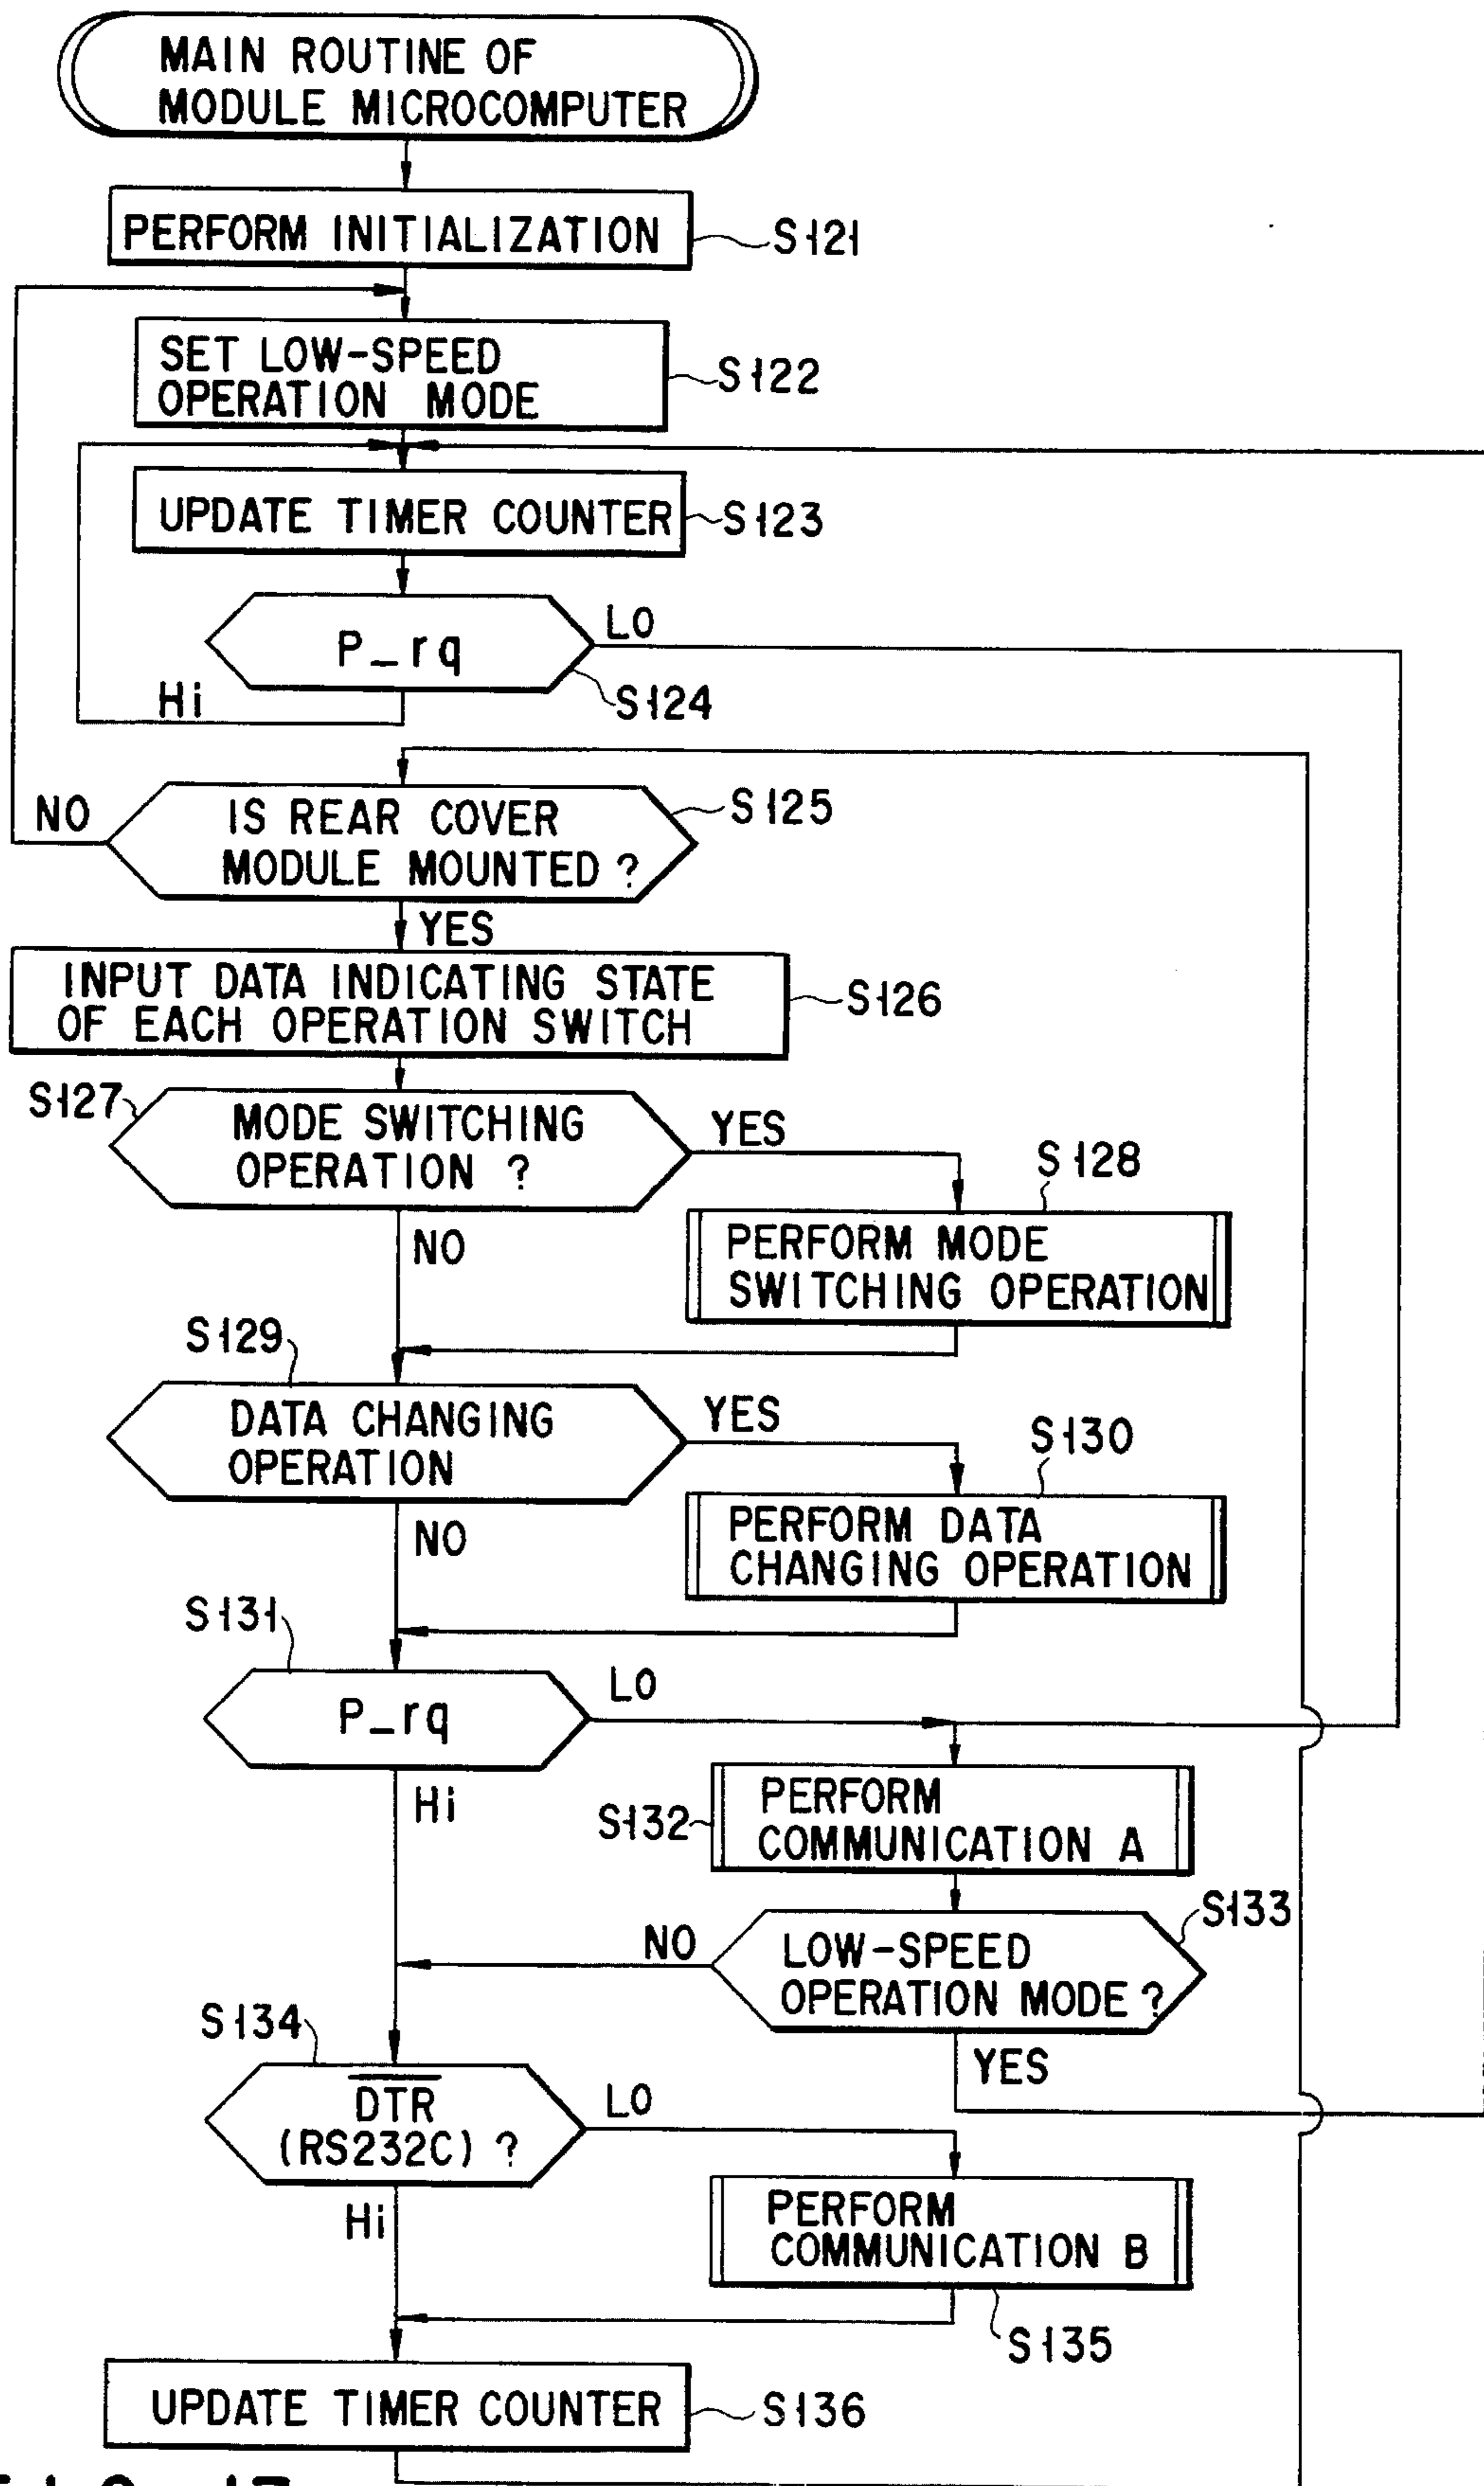 MAIN ROUTINE OF
MODULE MICROCOMPUTER
PERFORM INITIALIZATION
S121
SET LOW-SPEED
OPERATION MODE
S122
UPDATE TIMER COUNTER
S123
P_rq
LO
Hi
S124
IS REAR COVER
MODULE MOUNTED ?
S125
NO
YES
INPUT DATA INDICATING STATE
OF EACH OPERATION SWITCH
S126
S127
MODE SWITCHING
OPERATION ?
YES
NO
S128
PERFORM MODE
SWITCHING OPERATION
S129
DATA CHANGING
OPERATION
YES
NO
S130
PERFORM DATA
CHANGING OPERATION
S131
P_rq
LO
Hi
S132
PERFORM
COMMUNICATION A
S133
LOW-SPEED
OPERATION MODE ?
NO
YES
S134
DTR
(RS232C) ?
LO
Hi
PERFORM
COMMUNICATION B
S135
UPDATE TIMER COUNTER
S136